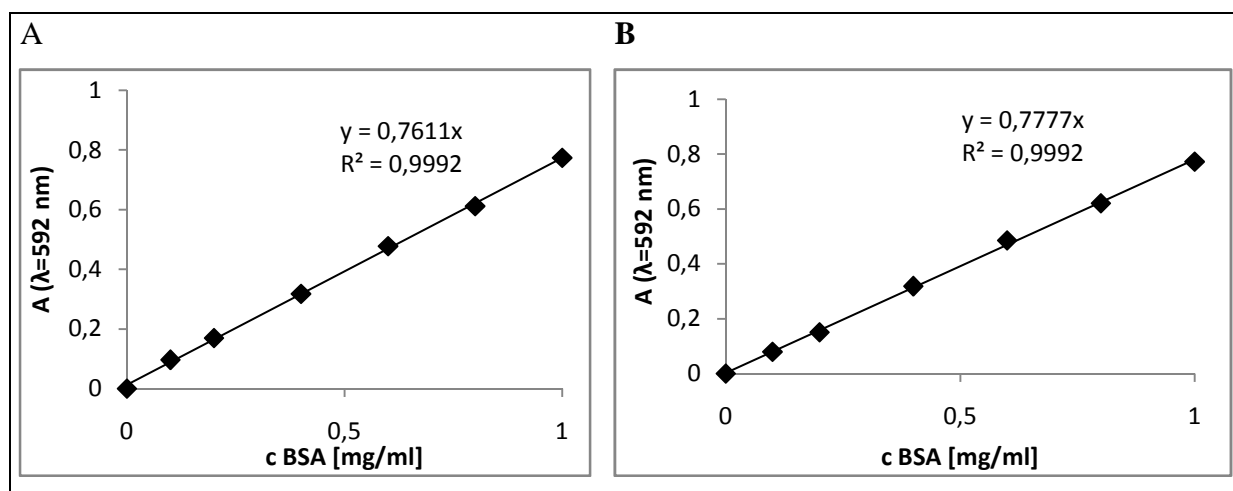 A
1
0,8
0,6
0,4
0,2
0
0
0,5
1
y = 0,7611x
R² = 0,9992
A (λ=592 nm)
c BSA [mg/ml]
B
1
0,8
0,6
0,4
0,2
0
0
0,5
1
y = 0,7777x
R² = 0,9992
A (λ=592 nm)
c BSA [mg/ml]